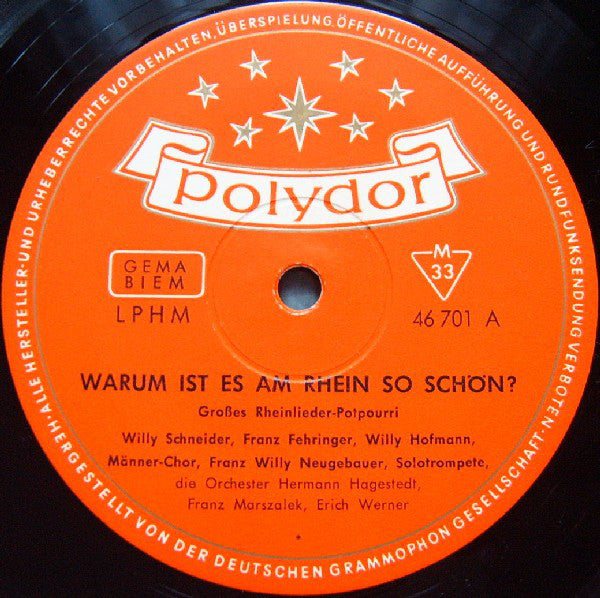 ALLE HERSTELLER-UND URHEBERRECHTE VORBEHALTEN, ÜBERSPIELUNG, ÖFFENTLICHE AUFFÜHRUNG UND RUNDFUNKSENDUNG VERBOTEN·
polydor
GEMA
BIEM
M
33
LPHM
46 701 A
WARUM IST ES AM RHEIN SO SCHÖN?
Großes Rheinlieder-Potpourri
Willy Schneider, Franz Fehringer, Willy Hofmann,
Männer-Chor, Franz Willy Neugebauer, Solotrompete,
die Orchester Hermann Hagestedt,
Franz Marszalek, Erich Werner
·HERGESTELLT VON DER DEUTSCHEN GRAMMOPHON GESELLSCHAFT·